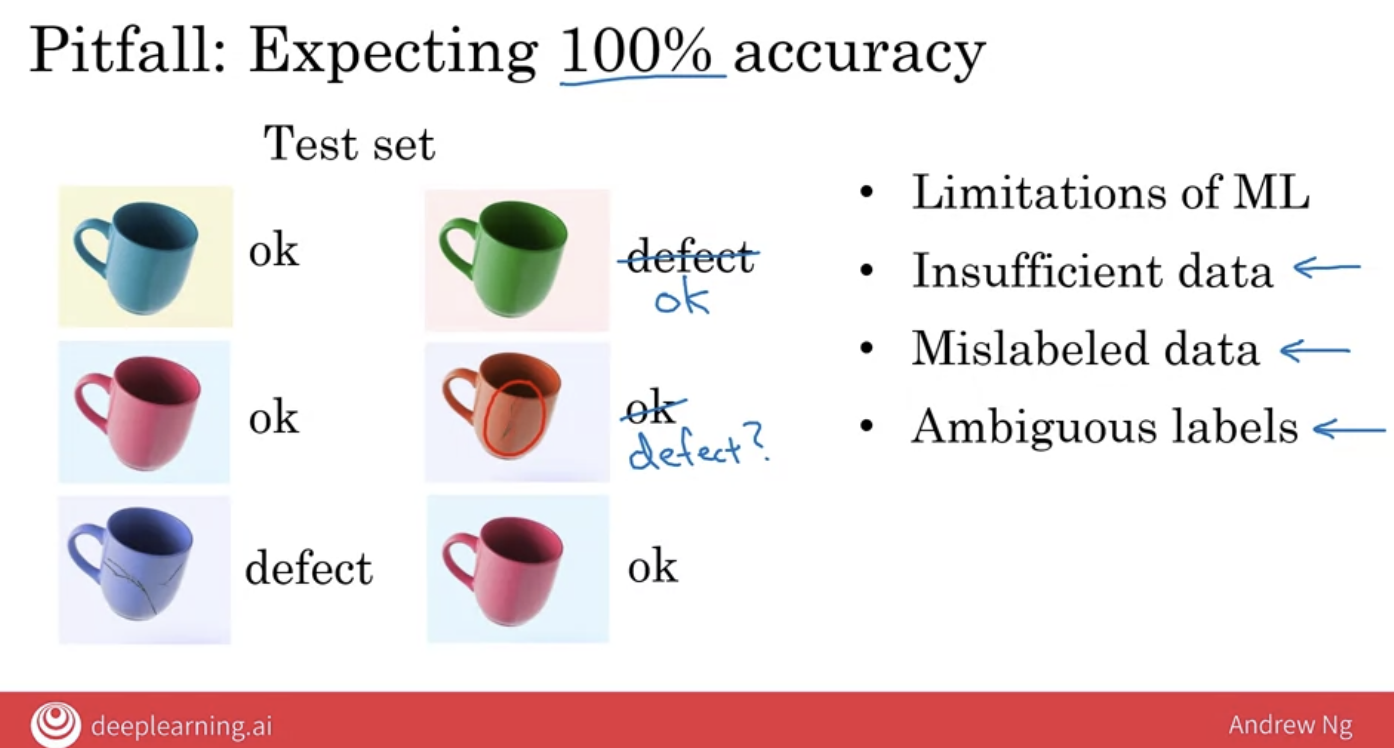 Pitfall: Expecting 100% accuracy
Test set
ok
defect
ok
ok
ok
defect?
defect
ok
• Limitations of ML
• Insufficient data
• Mislabeled data
• Ambiguous labels
deeplearning.ai
Andrew Ng